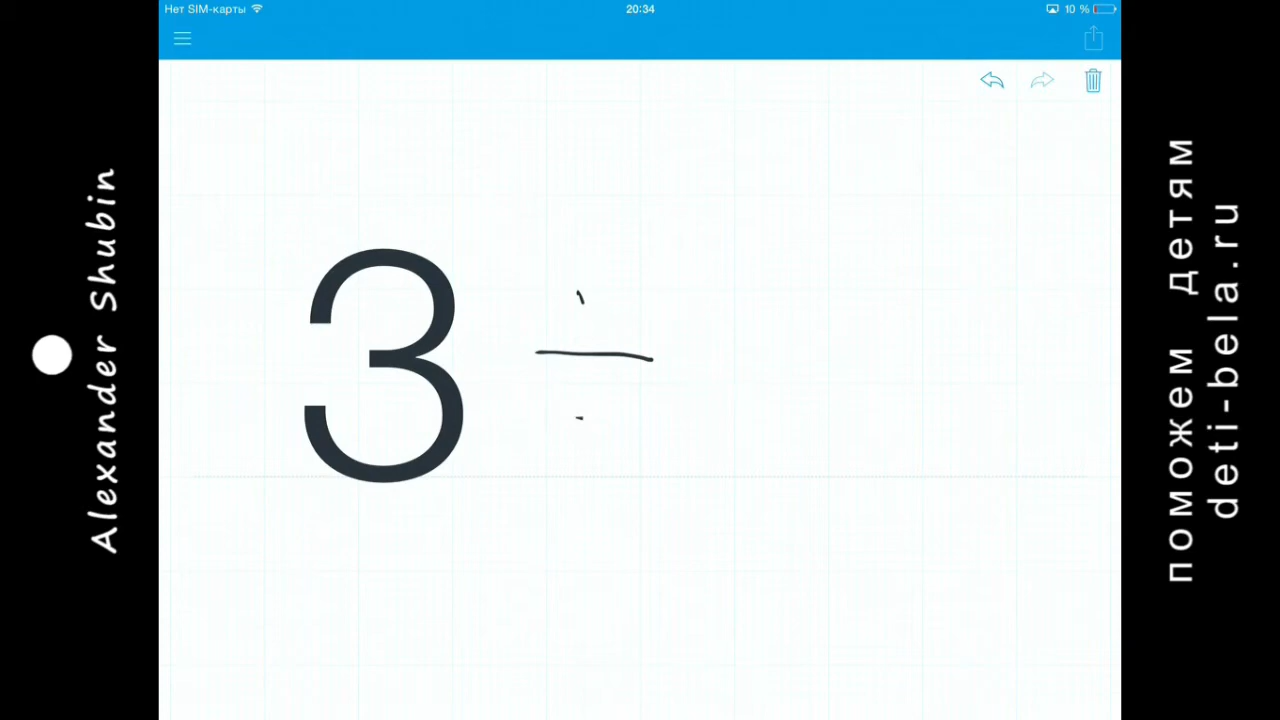 Нет SIM-карты
20:34
10 %
3 ÷
Alexander Shubin
поможем детям
deti-bela.ru